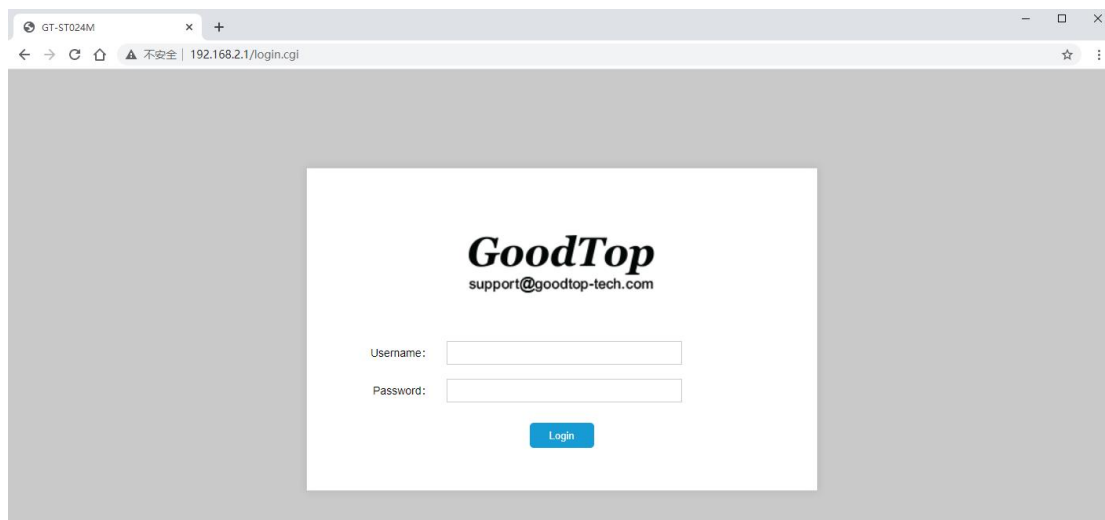 GT-ST024M
不安全 | 192.168.2.1/login.cgi
GoodTop
support@goodtop-tech.com
Username:
Password:
Login